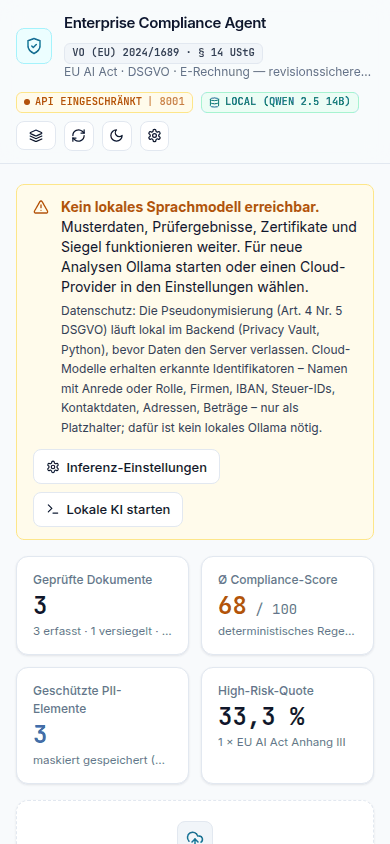 Enterprise Compliance Agent
VO (EU) 2024/1689 · § 14 UStG
EU AI Act · DSGVO · E-Rechnung — revisionssichere...
API EINGESCHRÄNKT | 8001
LOCAL (QWEN 2.5 14B)
Kein lokales Sprachmodell erreichbar.
Musterdaten, Prüfergebnisse, Zertifikate und
Siegel funktionieren weiter. Für neue
Analysen Ollama starten oder einen Cloud-
Provider in den Einstellungen wählen.
Datenschutz: Die Pseudonymisierung (Art. 4 Nr. 5
DSGVO) läuft lokal im Backend (Privacy Vault,
Python), bevor Daten den Server verlassen. Cloud-
Modelle erhalten erkannte Identifikatoren – Namen
mit Anrede oder Rolle, Firmen, IBAN, Steuer-IDs,
Kontaktdaten, Adressen, Beträge – nur als
Platzhalter; dafür ist kein lokales Ollama nötig.
Inferenz-Einstellungen
Lokale KI starten
Geprüfte Dokumente
3
3 erfasst · 1 versiegelt · ...
Ø Compliance-Score
68 / 100
deterministisches Rege...
Geschützte PII-
Elemente
3
maskiert gespeichert (...
High-Risk-Quote
33,3 %
1 × EU AI Act Anhang III